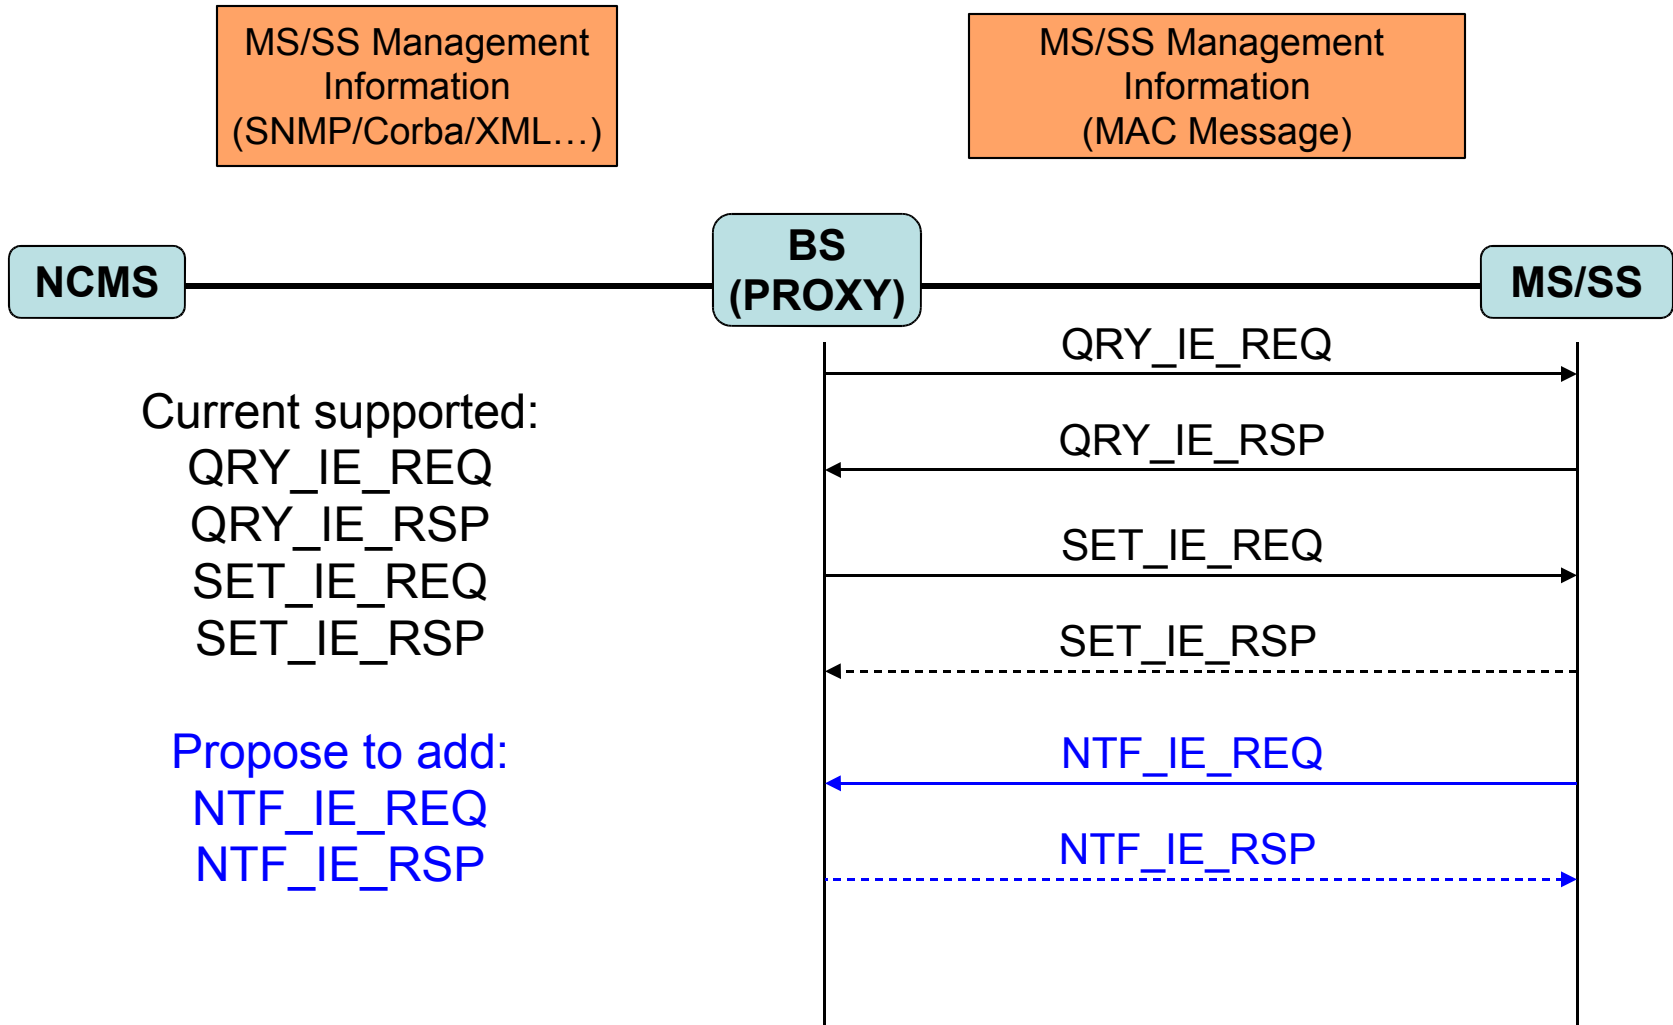 MS/SS Management
Information
(SNMP/Corba/XML…)
MS/SS Management
Information
(MAC Message)
NCMS
BS
(PROXY)
MS/SS
Current supported:
QRY_IE_REQ
QRY_IE_RSP
SET_IE_REQ
SET_IE_RSP
Propose to add:
NTF_IE_REQ
NTF_IE_RSP
QRY_IE_REQ
QRY_IE_RSP
SET_IE_REQ
SET_IE_RSP
NTF_IE_REQ
NTF_IE_RSP